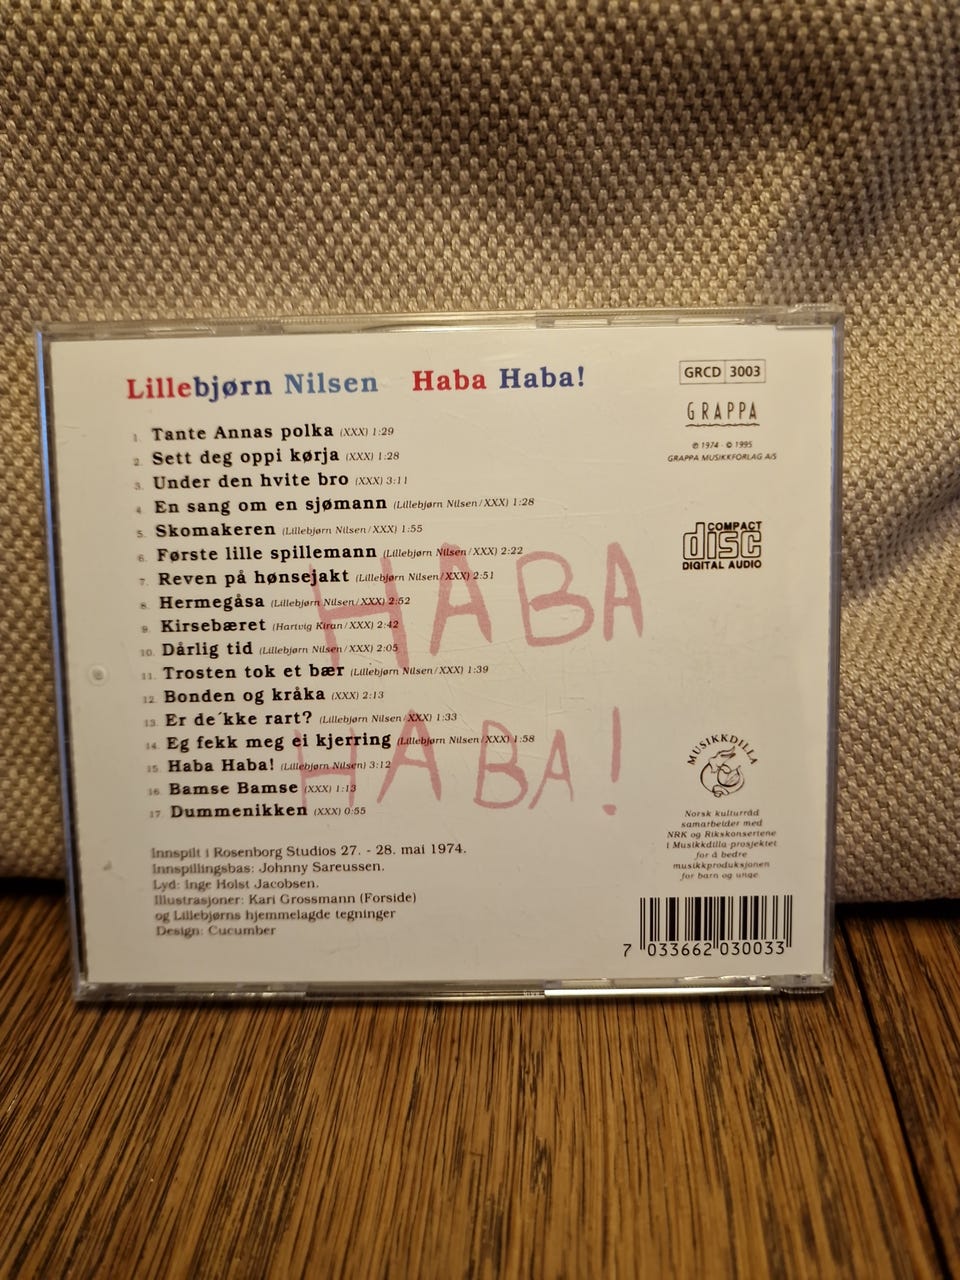 Lillebjørn Nilsen Haba Haba!
1. Tante Annas polka (XXX) 1:29
2. Sett deg oppi kørja (XXX) 1:28
3. Under den hvite bro (XXX) 3:11
4. En sang om en sjømann (Lillebjørn Nilsen/XXX) 1:28
5. Skomakeren (Lillebjørn Nilsen/XXX) 1:55
6. Første lille spillemann (Lillebjørn Nilsen/XXX) 2:22
7. Reven på hønsejakt (Lillebjørn Nilsen/XXX) 2:51
8. Hermegåsa (Lillebjørn Nilsen/XXX) 2:52
9. Kirsebæret (Hartvig Kiran/XXX) 2:42
10. Dårlig tid (Lillebjørn Nilsen/XXX) 2:05
11. Trosten tok et bær (Lillebjørn Nilsen/XXX) 1:39
12. Bonden og kråka (XXX) 2:13
13. Er de´kke rart? (Lillebjørn Nilsen/XXX) 1:33
14. Eg fekk meg ei kjerring (Lillebjørn Nilsen/XXX) 1:58
15. Haba Haba! (Lillebjørn Nilsen) 3:12
16. Bamse Bamse (XXX) 1:13
17. Dummenikken (XXX) 0:55
HABA
HABA!
Innspilt i Rosenborg Studios 27. - 28. mai 1974.
Innspillingsbas: Johnny Sareussen.
Lyd: Inge Holst Jacobsen.
Illustrasjoner: Kari Grossmann (Forside)
og Lillebjørns hjemmelagde tegninger
Design: Cucumber
GRCD 3003
GRAPPA
℗ 1974 - © 1995
GRAPPA MUSIKKFORLAG A/S
COMPACT
disc
DIGITAL AUDIO
MUSIKKDILLA
Norsk kulturråd
samarbeider med
NRK og Rikskonsertene
i Musikkdilla prosjektet
for å bedre
musikkproduksjonen
for barn og unge
7 033662 030033